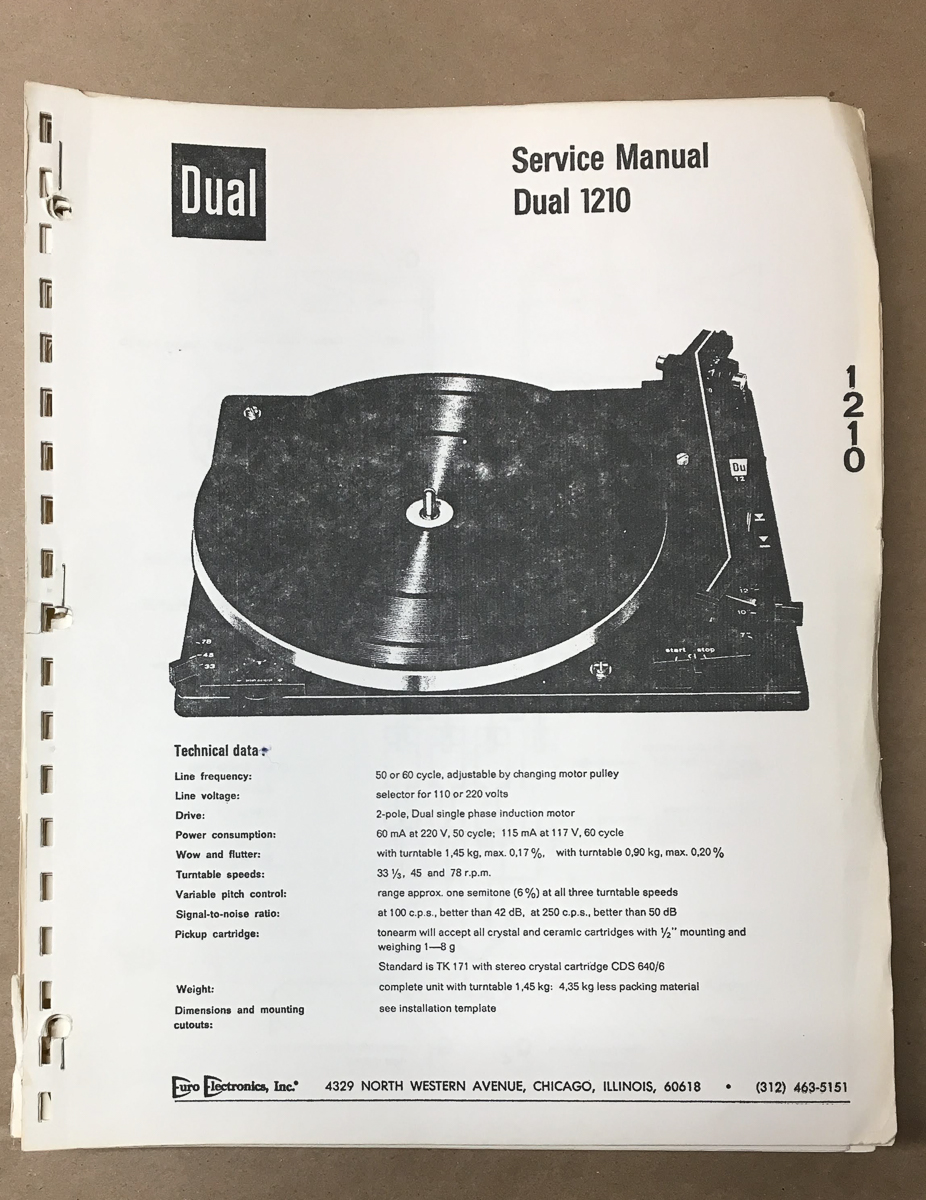 Dual
Service Manual
Dual 1210
1
2
1
0
Du
12
12
10
7
78
45
33
start stop
Technical data:
Line frequency: 50 or 60 cycle, adjustable by changing motor pulley
Line voltage: selector for 110 or 220 volts
Drive: 2-pole, Dual single phase induction motor
Power consumption: 60 mA at 220 V, 50 cycle; 115 mA at 117 V, 60 cycle
Wow and flutter: with turntable 1,45 kg, max. 0,17 %, with turntable 0,90 kg, max. 0,20 %
Turntable speeds: 33 ⅓, 45 and 78 r.p.m.
Variable pitch control: range approx. one semitone (6 %) at all three turntable speeds
Signal-to-noise ratio: at 100 c.p.s., better than 42 dB, at 250 c.p.s., better than 50 dB
Pickup cartridge: tonearm will accept all crystal and ceramic cartridges with ½" mounting and
weighing 1—8 g
Standard is TK 171 with stereo crystal cartridge CDS 640/6
Weight: complete unit with turntable 1,45 kg: 4,35 kg less packing material
Dimensions and mounting see installation template
cutouts:
Euro Electronics, Inc. 4329 NORTH WESTERN AVENUE, CHICAGO, ILLINOIS, 60618 • (312) 463-5151